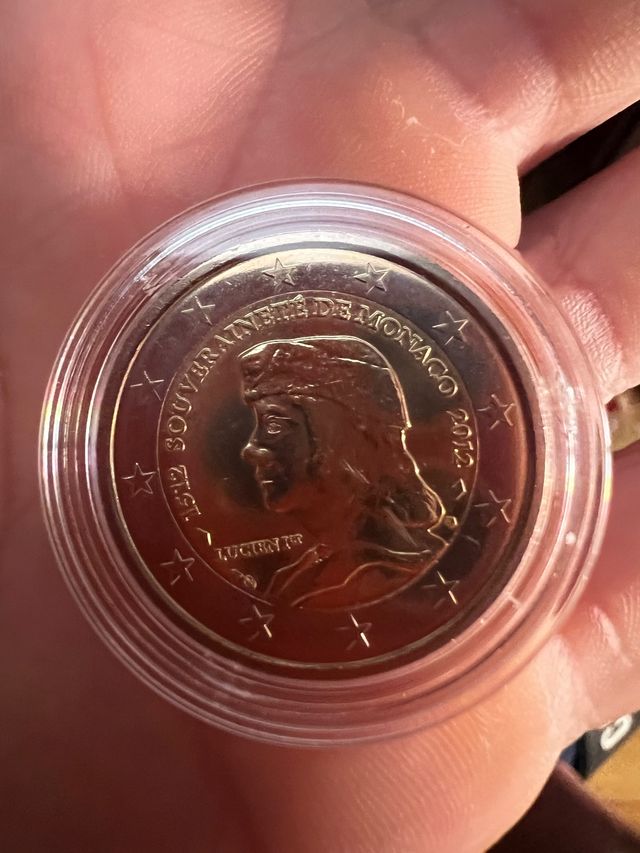 1512 SOUVERAINETÉ DE MONACO 2012
LUCIEN Iᵉʳ